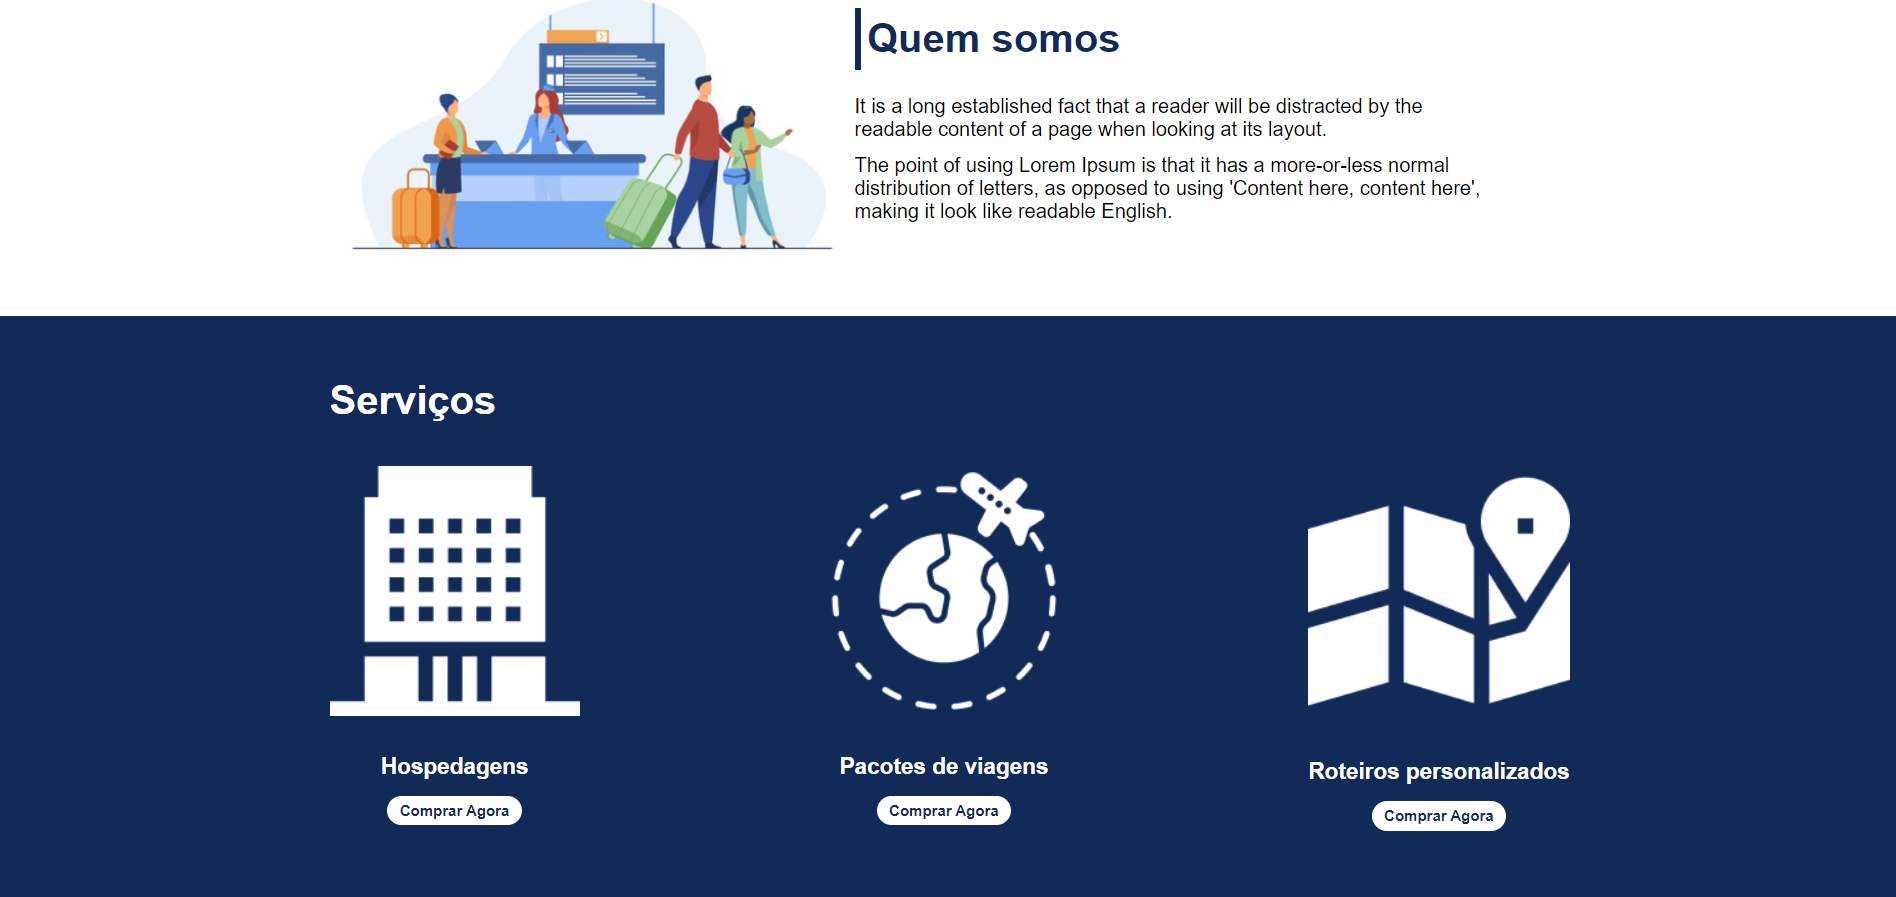 Quem somos
It is a long established fact that a reader will be distracted by the
readable content of a page when looking at its layout.
The point of using Lorem Ipsum is that it has a more-or-less normal
distribution of letters, as opposed to using 'Content here, content here',
making it look like readable English.
Serviços
Hospedagens
Comprar Agora
Pacotes de viagens
Comprar Agora
Roteiros personalizados
Comprar Agora